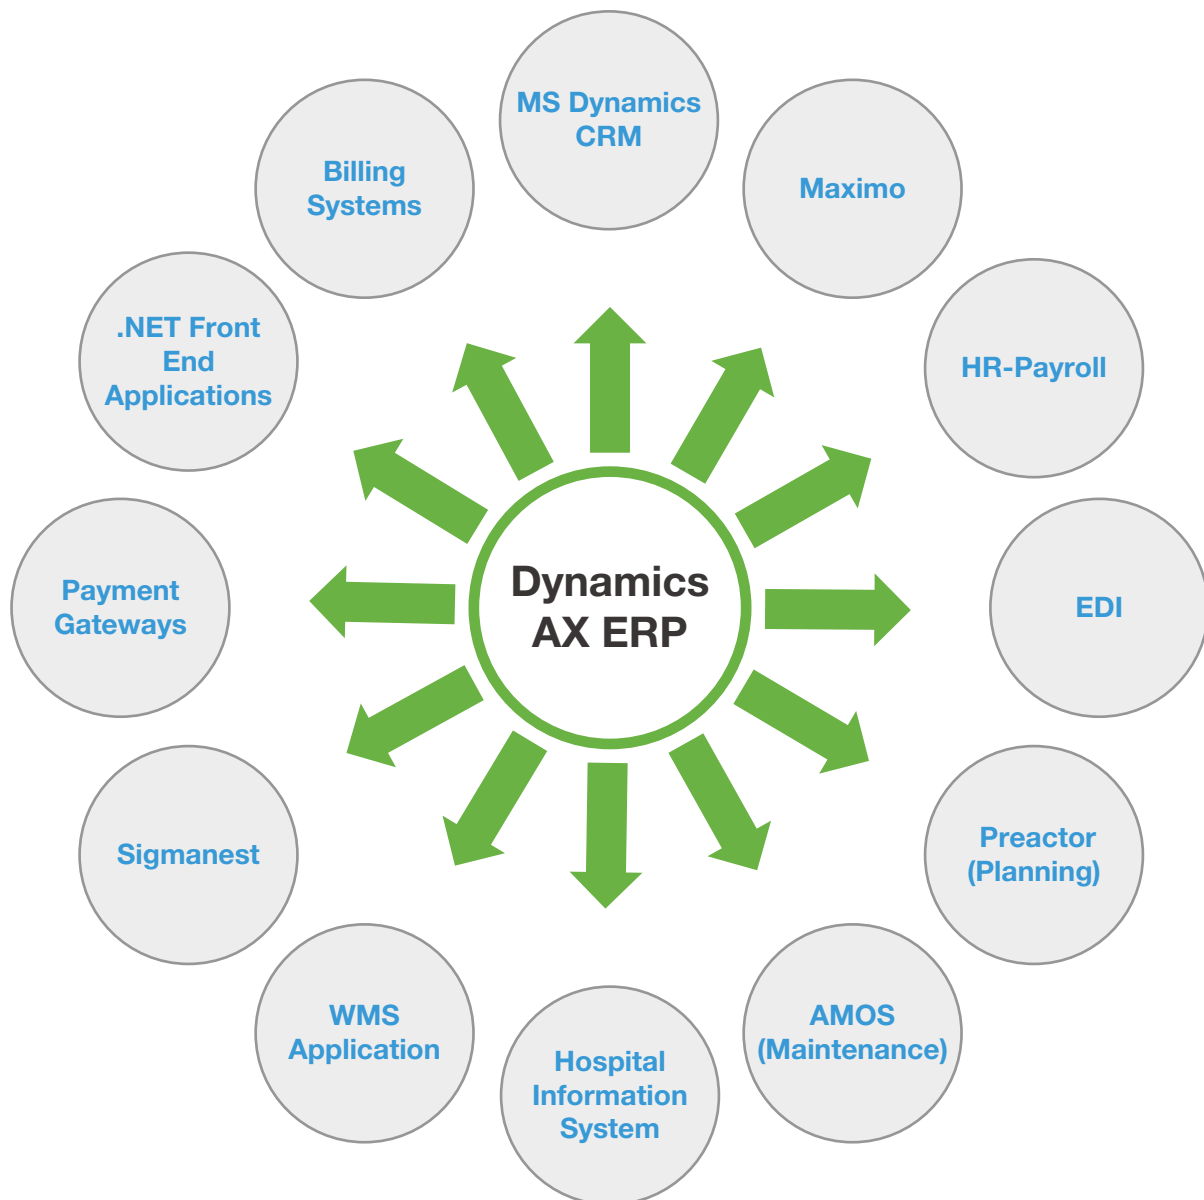 MS Dynamics
CRM
Maximo
HR-Payroll
EDI
Preactor
(Planning)
AMOS
(Maintenance)
Hospital
Information
System
WMS
Application
Sigmanest
Payment
Gateways
.NET Front
End
Applications
Billing
Systems
Dynamics
AX ERP